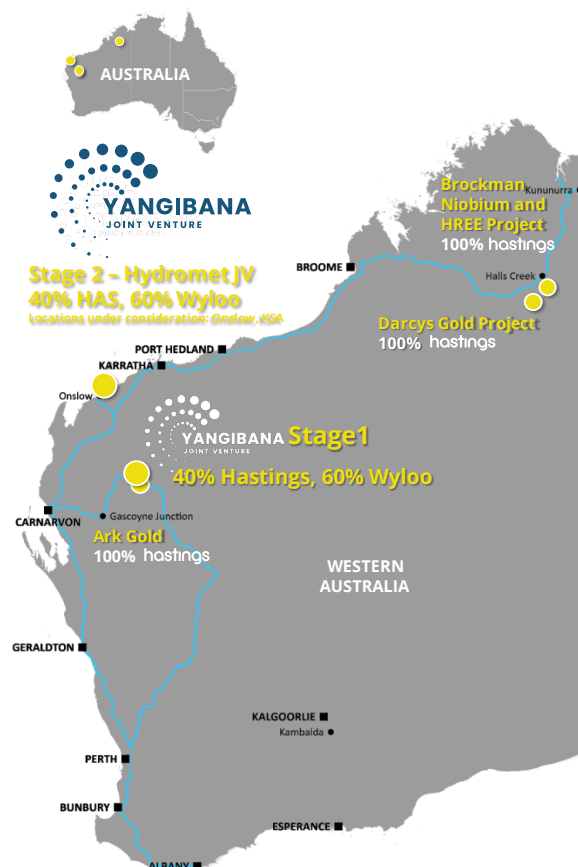 AUSTRALIA
YANGIBANA
JOINT VENTURE
Stage 2 – Hydromet JV
40% HAS, 60% Wyloo
Locations under consideration: Onslow, KSA
Brockman
Niobium and
HREE Project
100% hastings
Kununurra
BROOME
Halls Creek
Darcys Gold Project
100% hastings
PORT HEDLAND
KARRATHA
Onslow
YANGIBANA Stage1
JOINT VENTURE
40% Hastings, 60% Wyloo
CARNARVON
Gascoyne Junction
Ark Gold
100% hastings
WESTERN
AUSTRALIA
GERALDTON
KALGOORLIE
Kambalda
PERTH
BUNBURY
ESPERANCE
ALBANY